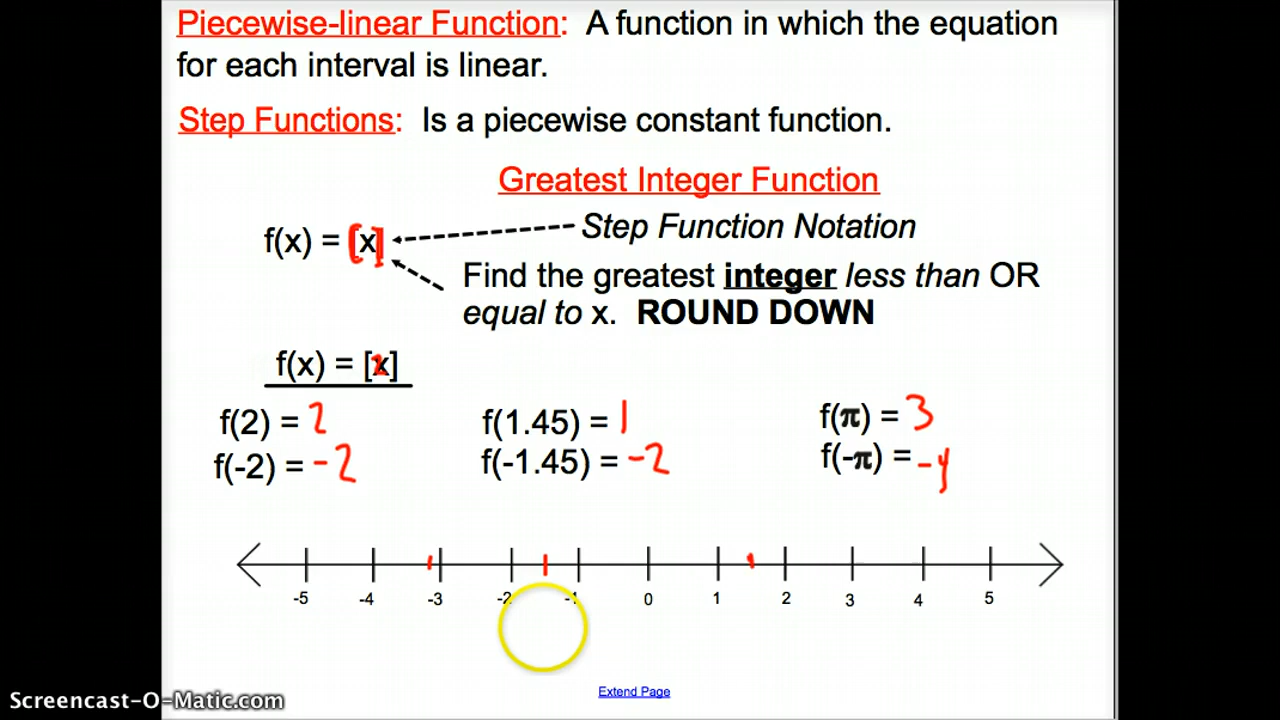 Piecewise-linear Function: A function in which the equation
for each interval is linear.
Step Functions: Is a piecewise constant function.
Greatest Integer Function
f(x) = [x]
Step Function Notation
Find the greatest integer less than OR
equal to x. ROUND DOWN
f(x) = [x]
f(2) = 2
f(1.45) = 1
f(π) = 3
f(-2) = -2
f(-1.45) = -2
f(-π) = -4
-5 -4 -3 -2 -1 0 1 2 3 4 5
Extend Page
Screencast-O-Matic.com